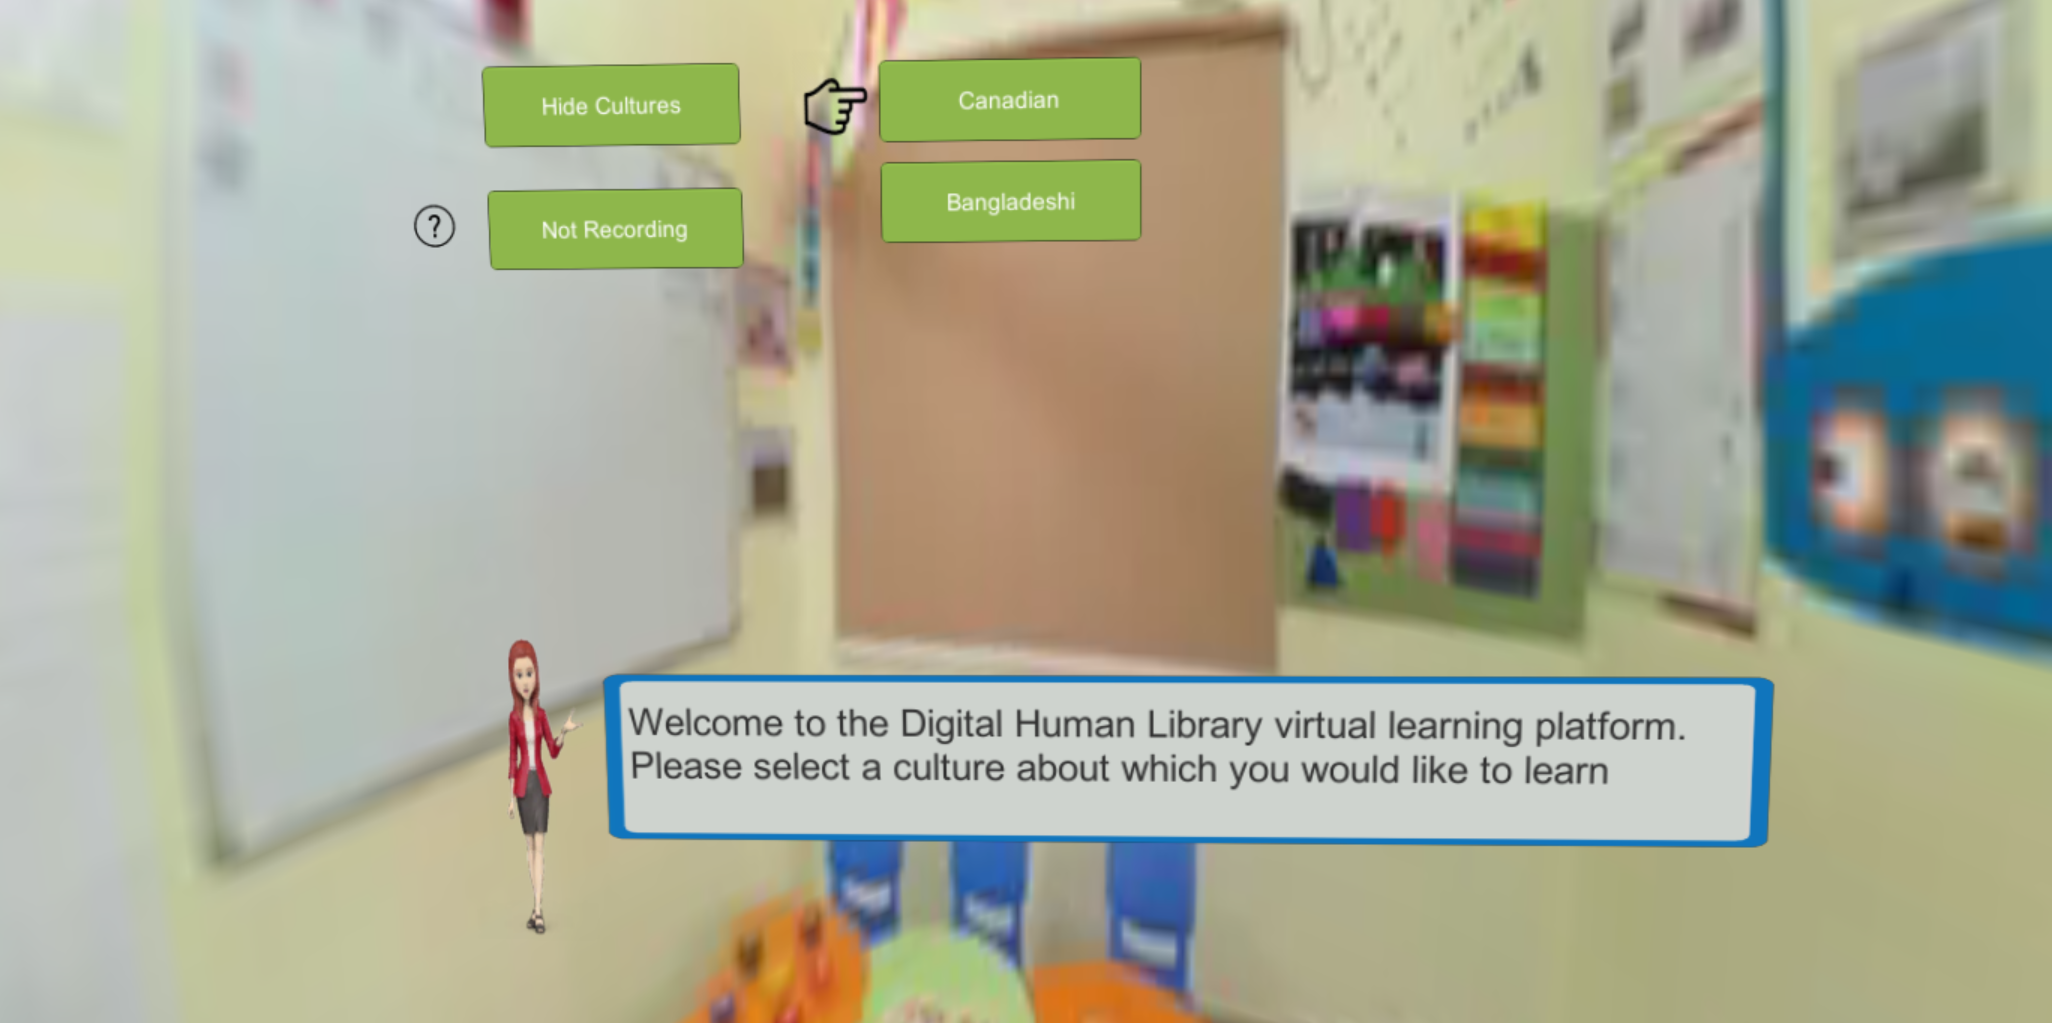 Hide Cultures
Canadian
?
Not Recording
Bangladeshi
Welcome to the Digital Human Library virtual learning platform.
Please select a culture about which you would like to learn